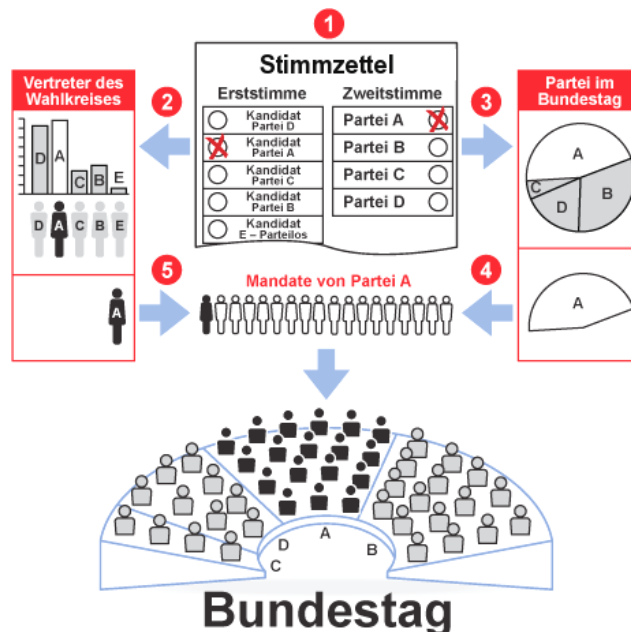 1
Stimmzettel
Erststimme
Zweitstimme
Kandidat
Partei D
Kandidat
Partei A
Kandidat
Partei C
Kandidat
Partei B
Kandidat
E – Parteilos
Partei A
Partei B
Partei C
Partei D
2
Vertreter des
Wahlkreises
D
A
C
B
E
D
A
C
B
E
3
Partei im
Bundestag
A
B
C
D
5
A
Mandate von Partei A
4
A
D
A
B
C
Bundestag